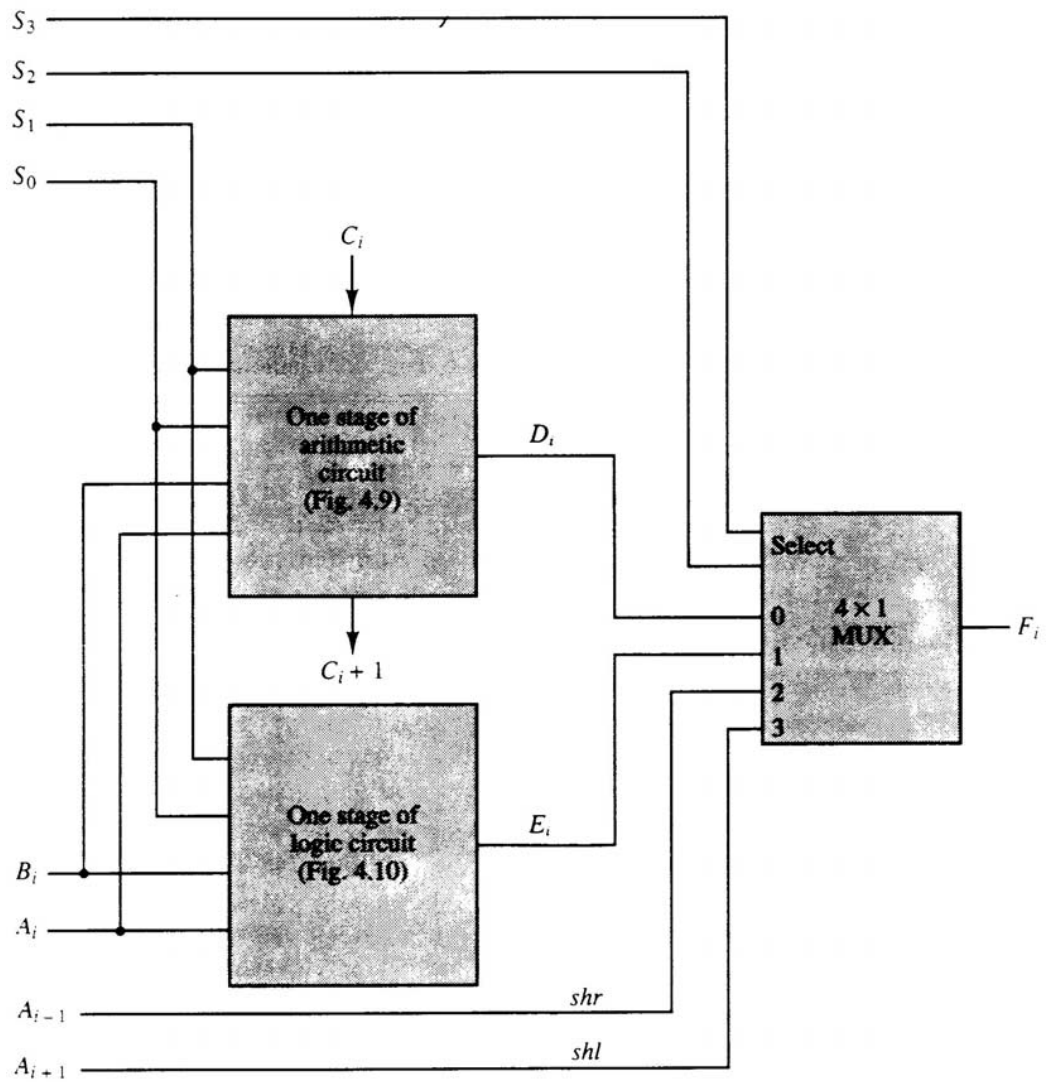 S₃
S₂
S₁
S₀
Cᵢ
One stage of
arithmetic
circuit
(Fig. 4.9)
Dᵢ
Select
0
1
2
3
4 × 1
MUX
Fᵢ
Cᵢ + 1
One stage of
logic circuit
(Fig. 4.10)
Eᵢ
Bᵢ
Aᵢ
Aᵢ₋₁
shr
Aᵢ₊₁
shl